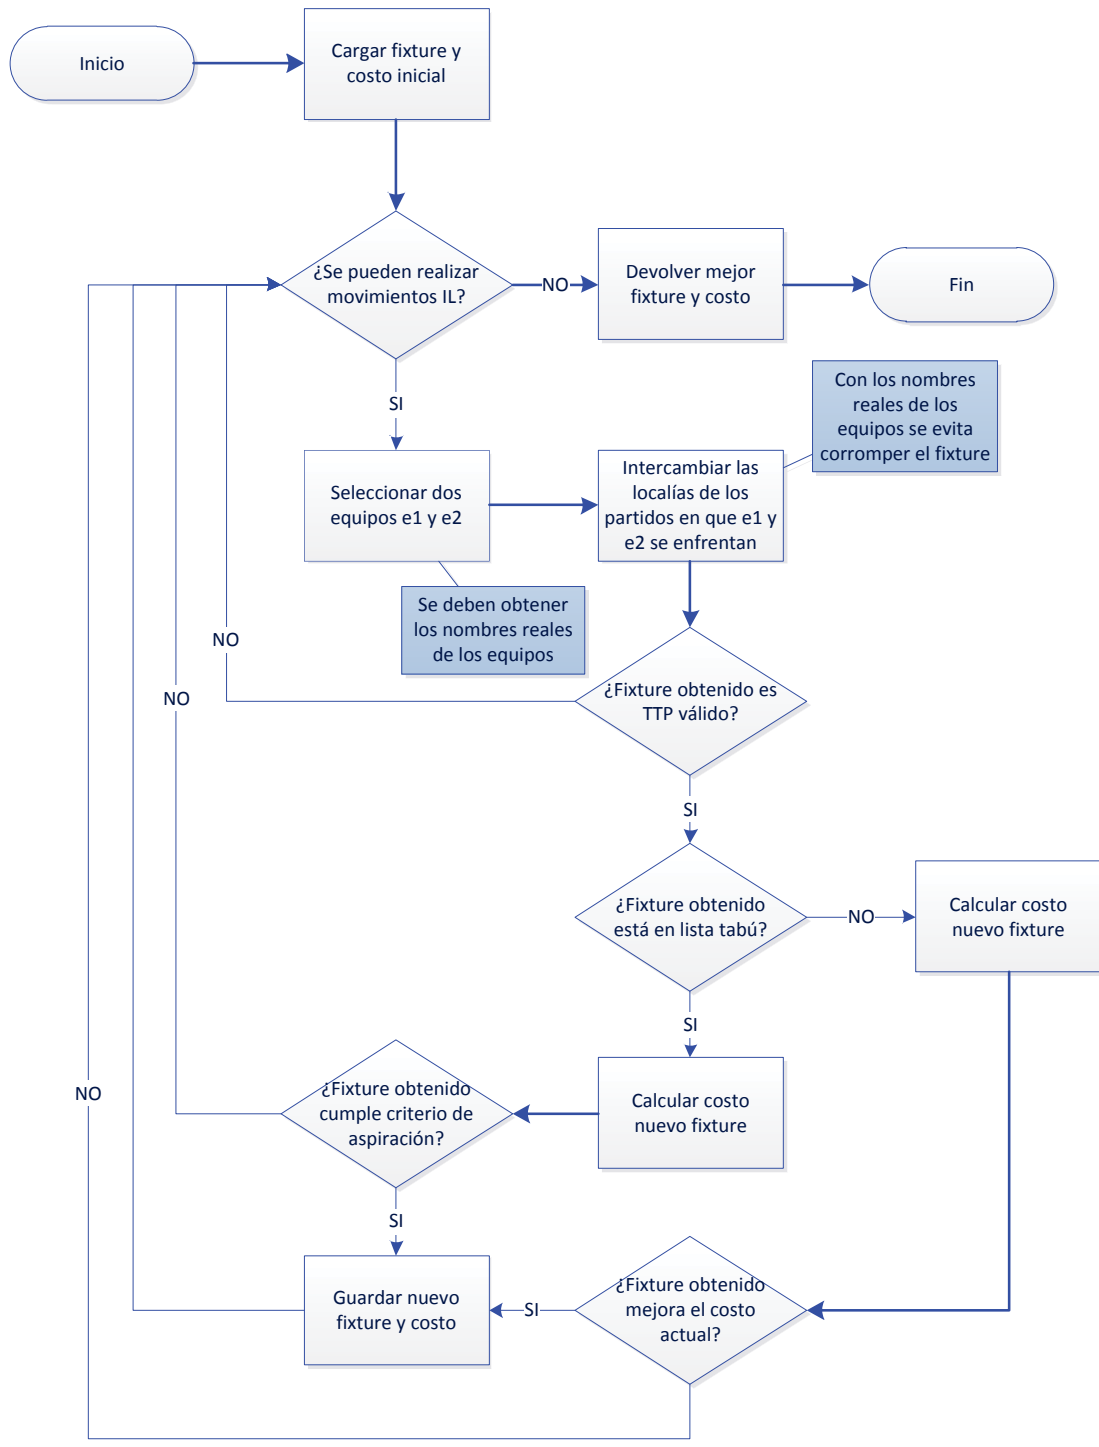 Inicio
Cargar fixture y
costo inicial
¿Se pueden realizar
movimientos IL?
NO
Devolver mejor
fixture y costo
Fin
SI
Con los nombres
reales de los
equipos se evita
corromper el fixture
Seleccionar dos
equipos e1 y e2
Intercambiar las
localías de los
partidos en que e1 y
e2 se enfrentan
Se deben obtener
los nombres reales
de los equipos
NO
¿Fixture obtenido es
TTP válido?
NO
SI
¿Fixture obtenido
está en lista tabú?
NO
Calcular costo
nuevo fixture
SI
NO
¿Fixture obtenido
cumple criterio de
aspiración?
Calcular costo
nuevo fixture
SI
Guardar nuevo
fixture y costo
SI
¿Fixture obtenido
mejora el costo
actual?